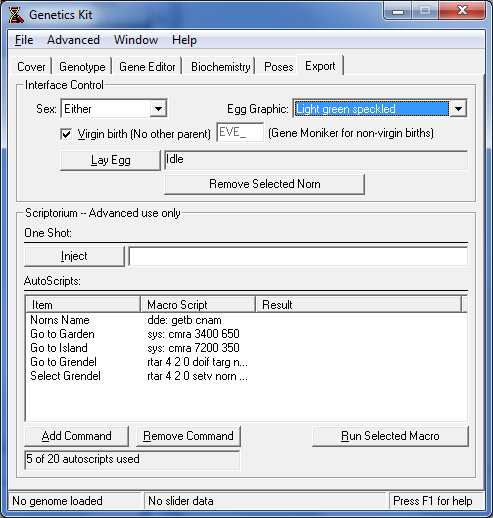 Genetics Kit
File Advanced Window Help
Cover Genotype Gene Editor Biochemistry Poses Export
Interface Control
Sex: Either Egg Graphic: Light green speckled
Virgin birth (No other parent) EVE_ (Gene Moniker for non-virgin births)
Lay Egg Idle
Remove Selected Norn
Scriptorium -- Advanced use only
One Shot:
Inject
AutoScripts:
Item Macro Script Result
Norns Name dde: getb cnam
Go to Garden sys: cmra 3400 650
Go to Island sys: cmra 7200 350
Go to Grendel rtar 4 2 0 doif targ n...
Select Grendel rtar 4 2 0 setv norn ...
Add Command Remove Command Run Selected Macro
5 of 20 autoscripts used
No genome loaded No slider data Press F1 for help